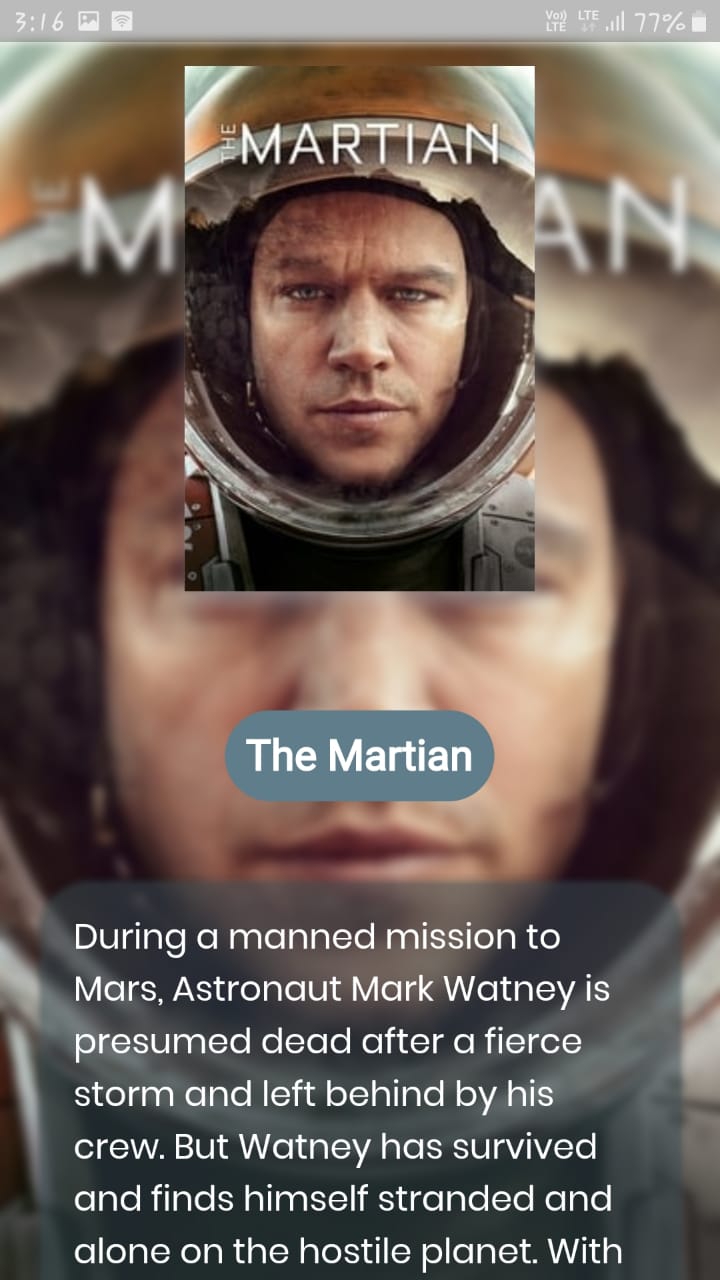 3:16 Vo) LTE LTE 77%
THE MARTIAN
THE M AN
The Martian
During a manned mission to
Mars, Astronaut Mark Watney is
presumed dead after a fierce
storm and left behind by his
crew. But Watney has survived
and finds himself stranded and
alone on the hostile planet. With